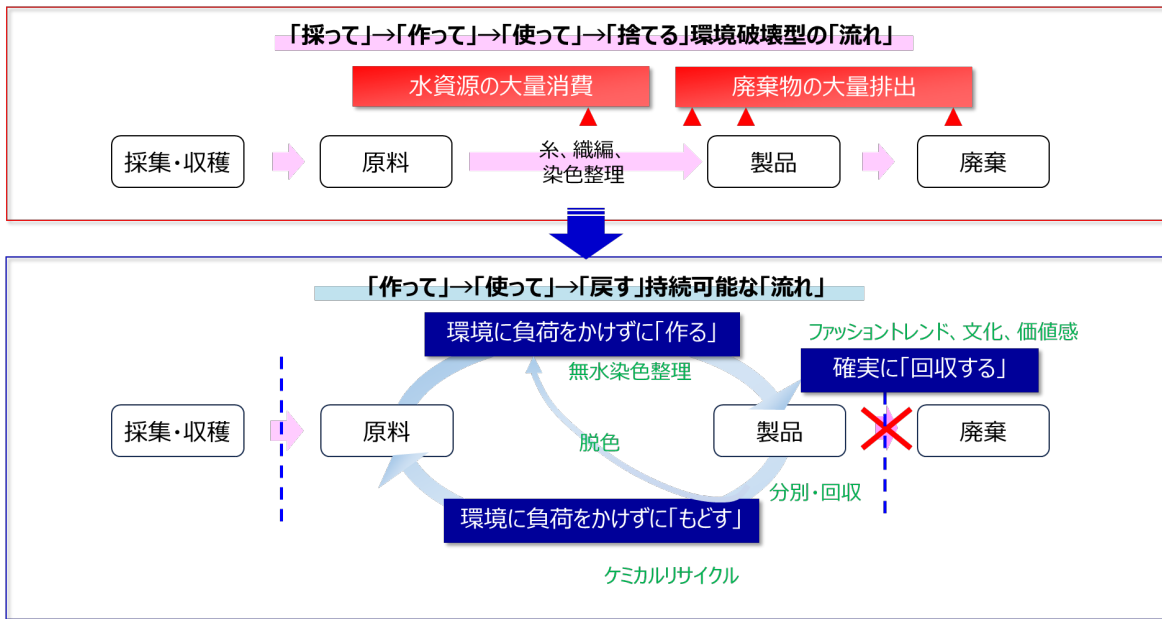 「採って」→「作って」→「使って」→「捨てる」環境破壊型の「流れ」
水資源の大量消費
廃棄物の大量排出
採集・収穫
原料
糸、織編、
染色整理
製品
廃棄
「作って」→「使って」→「戻す」持続可能な「流れ」
環境に負荷をかけずに「作る」
ファッショントレンド、文化、価値感
確実に「回収する」
無水染色整理
採集・収穫
原料
脱色
製品
廃棄
分別・回収
環境に負荷をかけずに「もどす」
ケミカルリサイクル